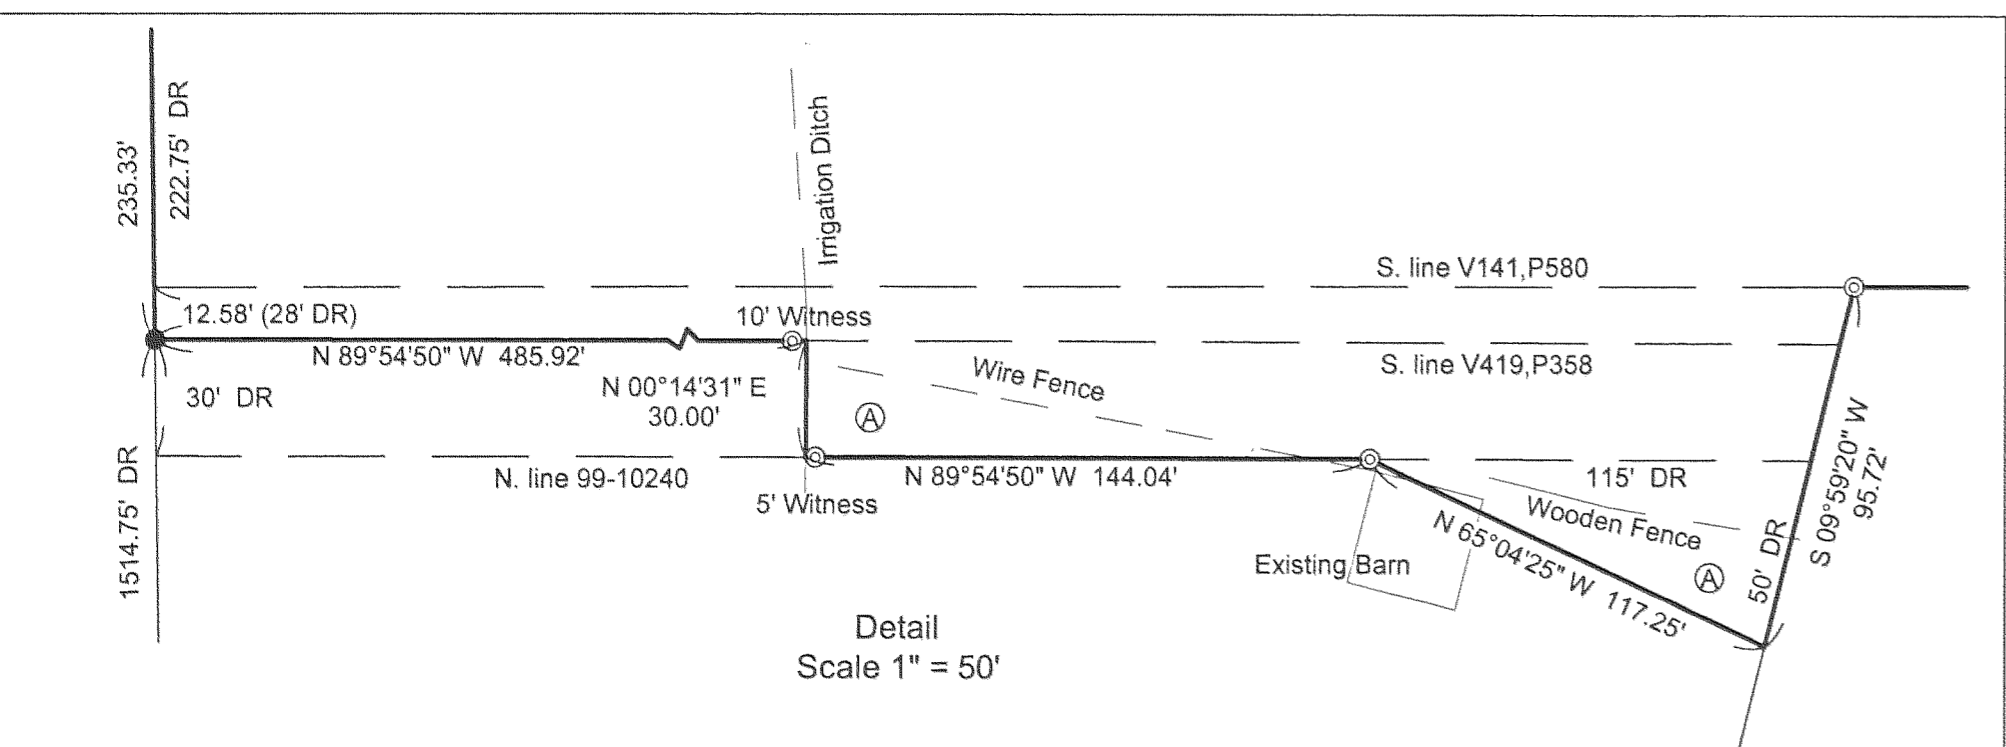 235.33'
222.75' DR
Irrigation Ditch
S. line V141,P580
12.58' (28' DR)
10' Witness
N 89°54'50" W 485.92'
S. line V419,P358
Wire Fence
N 00°14'31" E
30.00'
30' DR
A
S 09°59'20" W
95.72'
N. line 99-10240
N 89°54'50" W 144.04'
115' DR
5' Witness
1514.75' DR
Wooden Fence
N 65°04'25" W 117.25'
50' DR
Existing Barn
A
Detail
Scale 1" = 50'